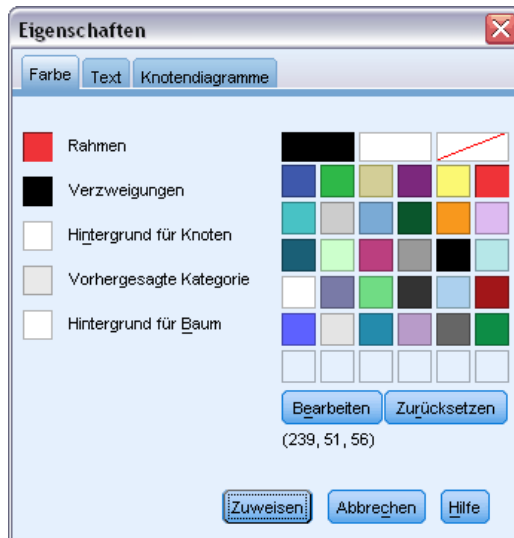 Eigenschaften
Farbe Text Knotendiagramme
Rahmen
Verzweigungen
Hintergrund für Knoten
Vorhergesagte Kategorie
Hintergrund für Baum
Bearbeiten Zurücksetzen
(239, 51, 56)
Zuweisen Abbrechen Hilfe